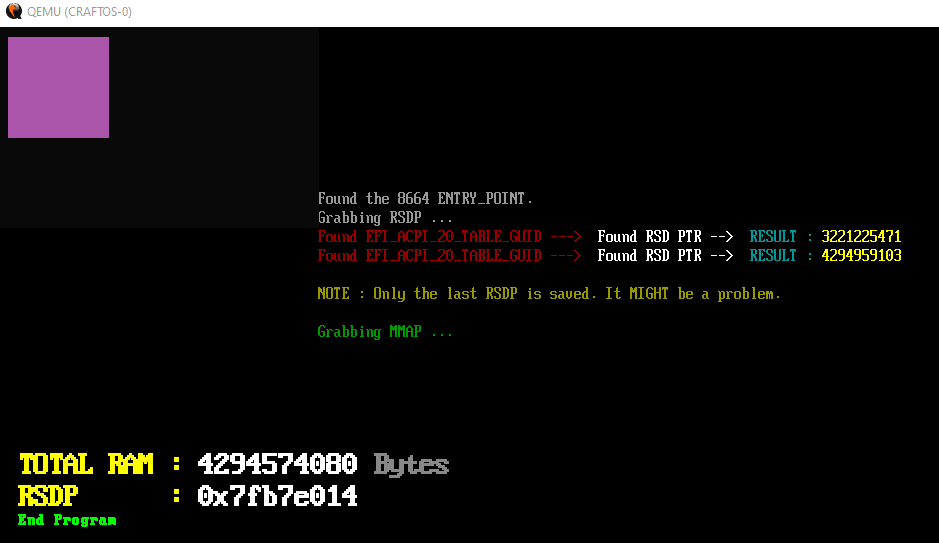 QEMU (CRAFTOS-0)
Found the 8664 ENTRY_POINT.
Grabbing RSDP ...
Found EFI_ACPI_20_TABLE_GUID ---> Found RSD PTR --> RESULT : 3221225471
Found EFI_ACPI_20_TABLE_GUID ---> Found RSD PTR --> RESULT : 4294959103
NOTE : Only the last RSDP is saved. It MIGHT be a problem.
Grabbing MMAP ...
TOTAL RAM : 4294574080 Bytes
RSDP : 0x7fb7e014
End Program